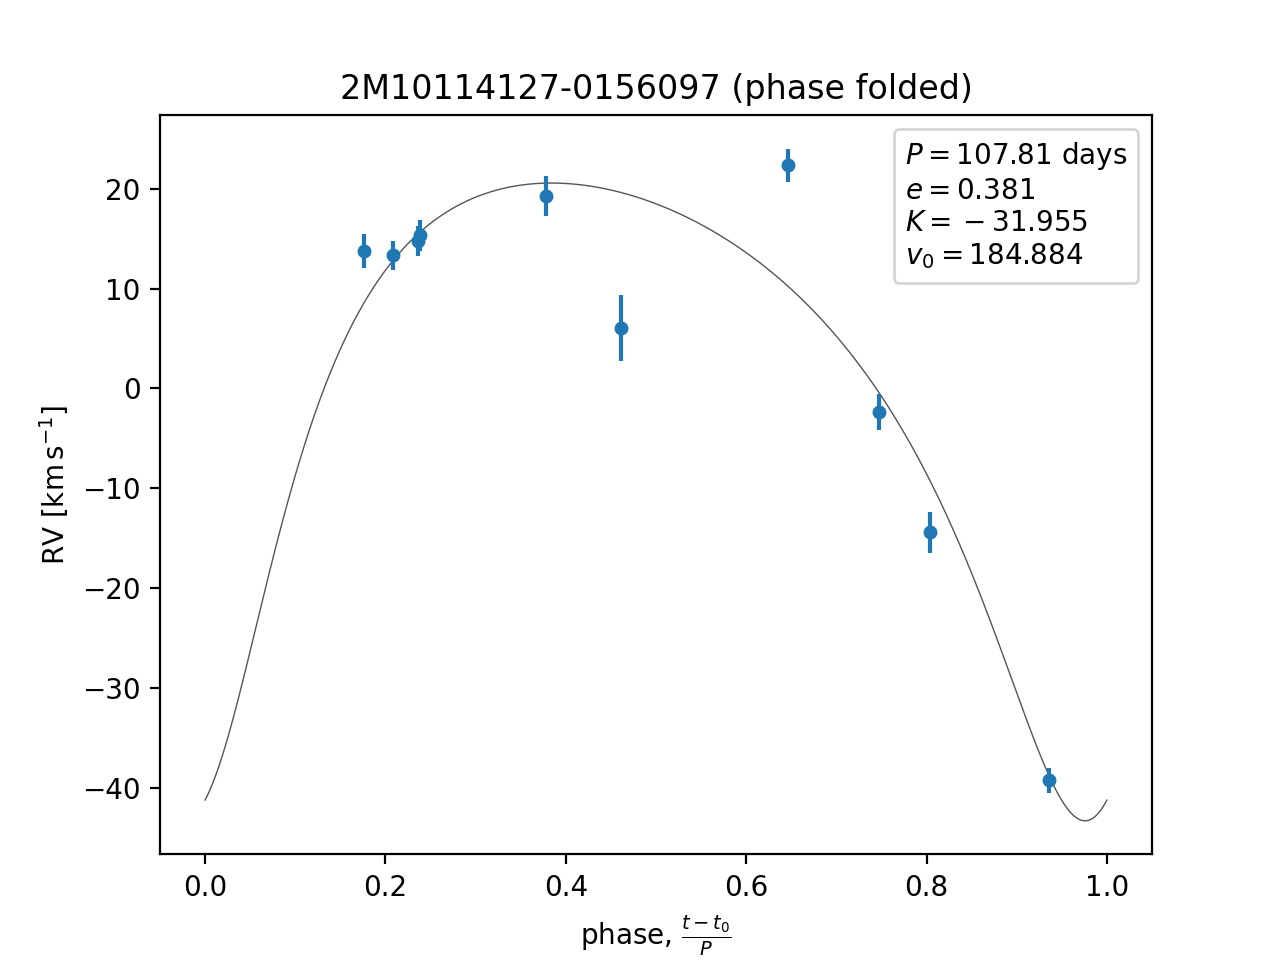 2M10114127-0156097 (phase folded)
P = 107.81 days
e = 0.381
K = −31.955
v₀ = 184.884
RV [km s⁻¹]
20
10
0
−10
−20
−30
−40
0.0 0.2 0.4 0.6 0.8 1.0
phase, (t − t₀)/P